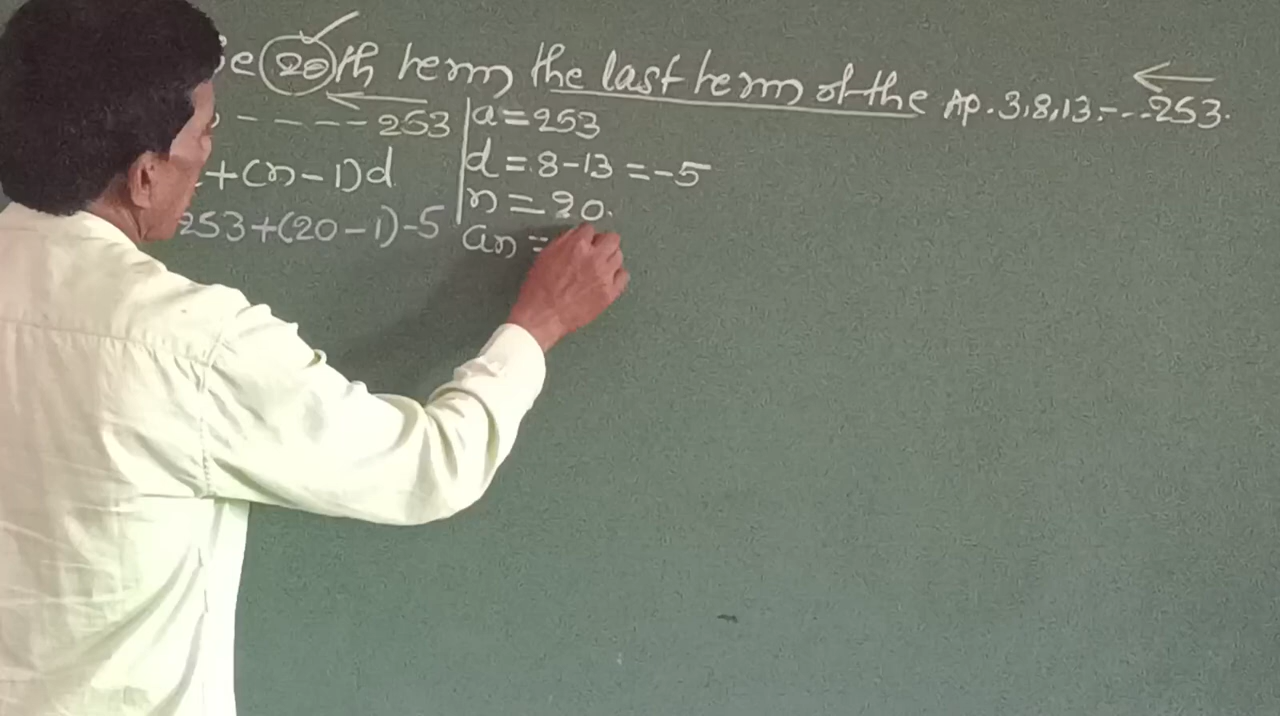 e 20th term the last term of the AP. 3,8,13,---253.
- - - - - 253
+(n-1)d
253+(20-1)-5
a=253
d=8-13=-5
n=20.
an=